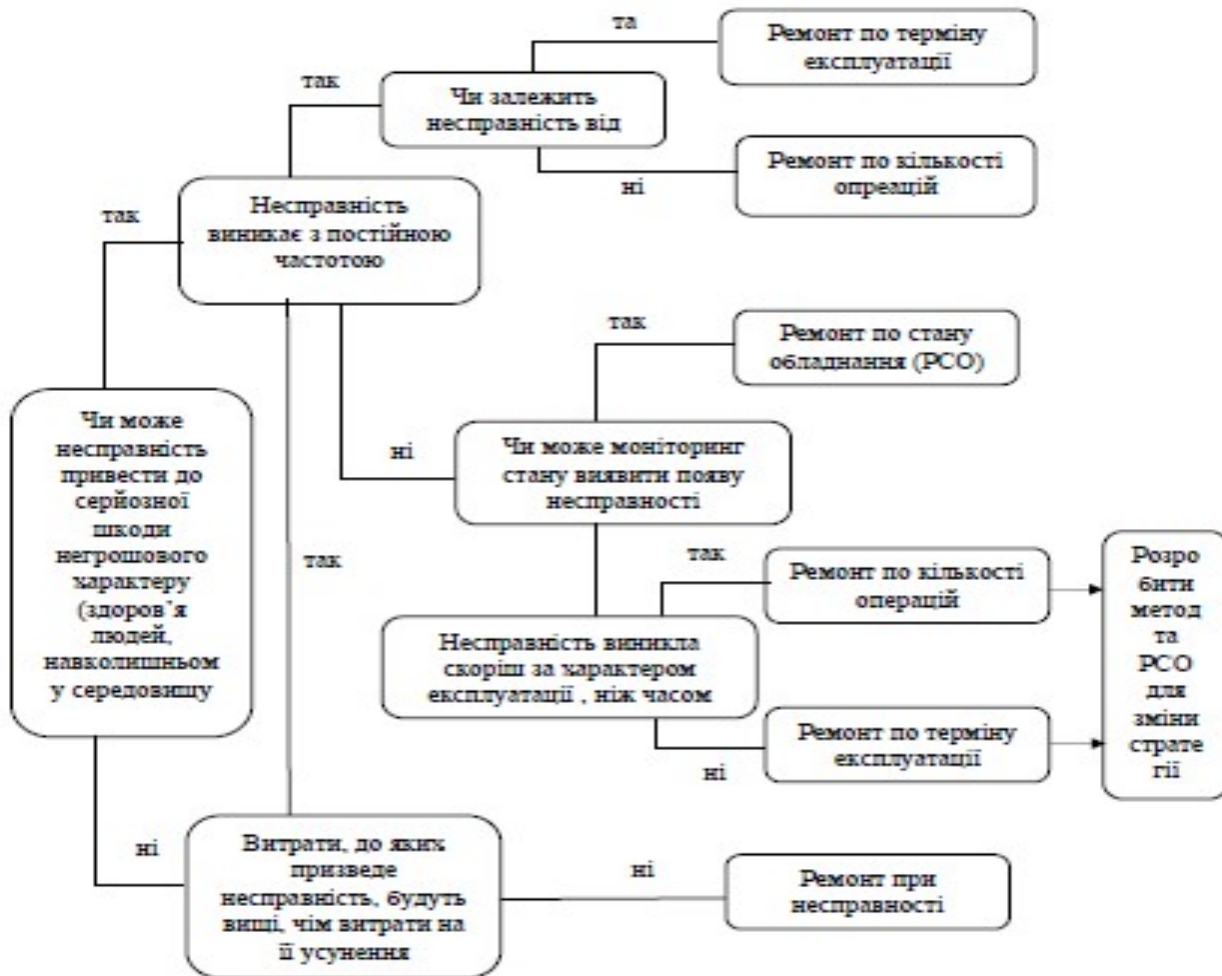 та
Ремонт по терміну
експлуатації
так
Чи залежить
несправність від
ні
Ремонт по кількості
опреацій
так
Несправність
виникає з постійною
частотою
так
Ремонт по стану
обладнання (РСО)
Чи може
несправність
привести до
серйозної
шкоди
негрошового
характеру
(здоров’я
людей,
навколишньом
у середовищу
ні
Чи може моніторинг
стану виявити появу
несправності
так
так
Ремонт по кількості
операцій
Розро
бити
метод
та
РСО
для
зміни
страте
гії
Несправність виникла
скоріш за характером
експлуатації , ніж часом
ні
Ремонт по терміну
експлуатації
ні
Витрати, до яких
призведе
несправність, будуть
вищі, чім витрати на
її усунення
ні
Ремонт при
несправності